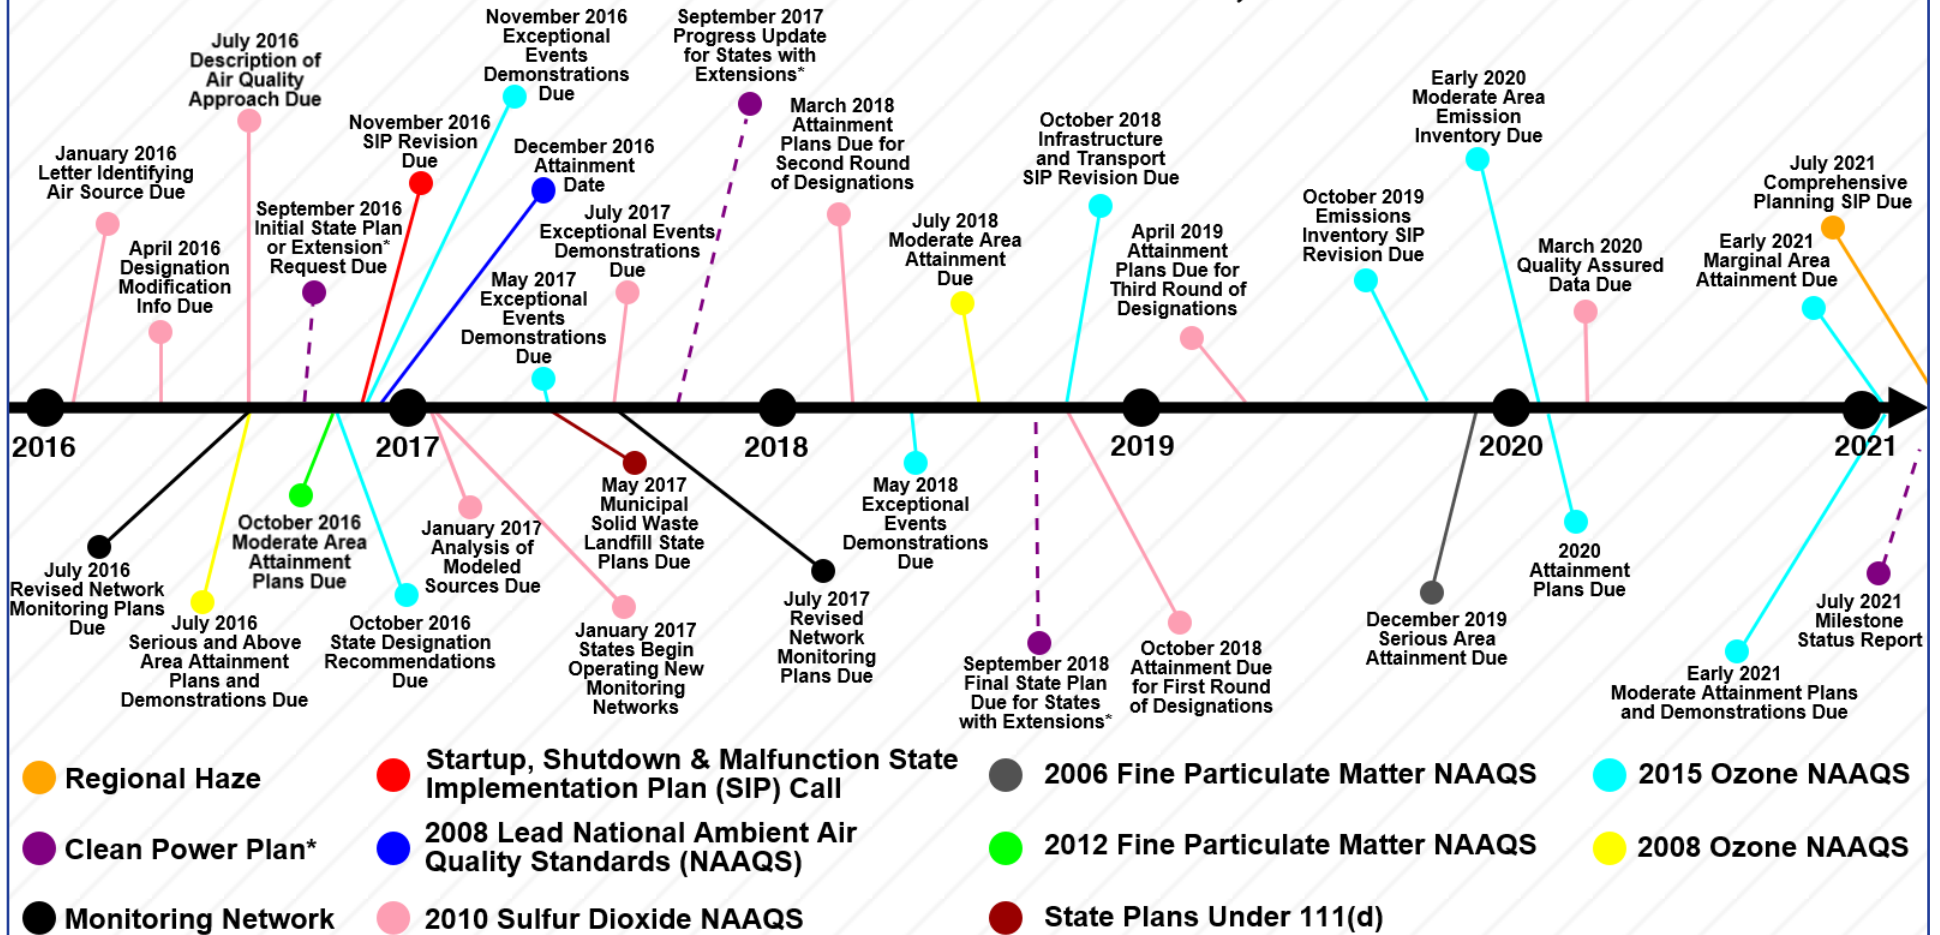 July 2016
Description of
Air Quality
Approach Due
November 2016
Exceptional
Events
Demonstrations
Due
September 2017
Progress Update
for States with
Extensions*
January 2016
Letter Identifying
Air Source Due
April 2016
Designation
Modification
Info Due
September 2016
Initial State Plan
or Extension*
Request Due
November 2016
SIP Revision
Due
December 2016
Attainment
Date
July 2017
Exceptional Events
Demonstrations
Due
May 2017
Exceptional
Events
Demonstrations
Due
March 2018
Attainment
Plans Due for
Second Round
of Designations
July 2018
Moderate Area
Attainment
Due
October 2018
Infrastructure
and Transport
SIP Revision Due
April 2019
Attainment
Plans Due for
Third Round of
Designations
October 2019
Emissions
Inventory SIP
Revision Due
Early 2020
Moderate Area
Emission
Inventory Due
March 2020
Quality Assured
Data Due
July 2021
Comprehensive
Planning SIP Due
Early 2021
Marginal Area
Attainment Due
2016
2017
2018
2019
2020
2021
July 2016
Revised Network
Monitoring Plans
Due
July 2016
Serious and Above
Area Attainment
Plans and
Demonstrations Due
October 2016
Moderate Area
Attainment
Plans Due
October 2016
State Designation
Recommendations
Due
January 2017
Analysis of
Modeled
Sources Due
January 2017
States Begin
Operating New
Monitoring
Networks
May 2017
Municipal
Solid Waste
Landfill State
Plans Due
July 2017
Revised
Network
Monitoring
Plans Due
May 2018
Exceptional
Events
Demonstrations
Due
September 2018
Final State Plan
Due for States
with Extensions*
October 2018
Attainment Due
for First Round
of Designations
December 2019
Serious Area
Attainment Due
2020
Attainment
Plans Due
Early 2021
Moderate Attainment Plans
and Demonstrations Due
July 2021
Milestone
Status Report
Regional Haze
Clean Power Plan*
Monitoring Network
Startup, Shutdown & Malfunction State
Implementation Plan (SIP) Call
2008 Lead National Ambient Air
Quality Standards (NAAQS)
2010 Sulfur Dioxide NAAQS
2006 Fine Particulate Matter NAAQS
2012 Fine Particulate Matter NAAQS
State Plans Under 111(d)
2015 Ozone NAAQS
2008 Ozone NAAQS